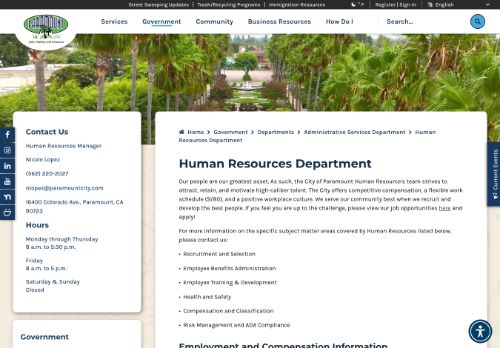 Street Sweeping Updates | Trash/Recycling Programs | Immigration Resources
°F | Register | Sign In English
PARAMOUNT
Services Government Community Business Resources How Do I Search...
Contact Us
Human Resources Manager
Nicole Lopez
(562) 220-2027
nlopez@paramountcity.com
16400 Colorado Ave., Paramount, CA
90723
Hours
Monday through Thursday
8 a.m. to 5:30 p.m.
Friday
8 a.m. to 5 p.m.
Saturday & Sunday
Closed
Government
Home > Government > Departments > Administrative Services Department > Human
Resources Department
Human Resources Department
Our people are our greatest asset. As such, the City of Paramount Human Resource's team strives to
attract, retain, and motivate high-caliber talent. The City offers competitive compensation, a flexible work
schedule (9/80), and a positive workplace culture. We serve our community best when we recruit and
develop the best people. If you feel you are up to the challenge, please view our job opportunities here and
apply!
For more information on the specific subject matter areas covered by Human Resources listed below,
please contact us:
• Recruitment and Selection
• Employee Benefits Administration
• Employee Training & Development
• Health and Safety
• Compensation and Classification
• Risk Management and ADA Compliance
Employment and Compensation Information
Current Events